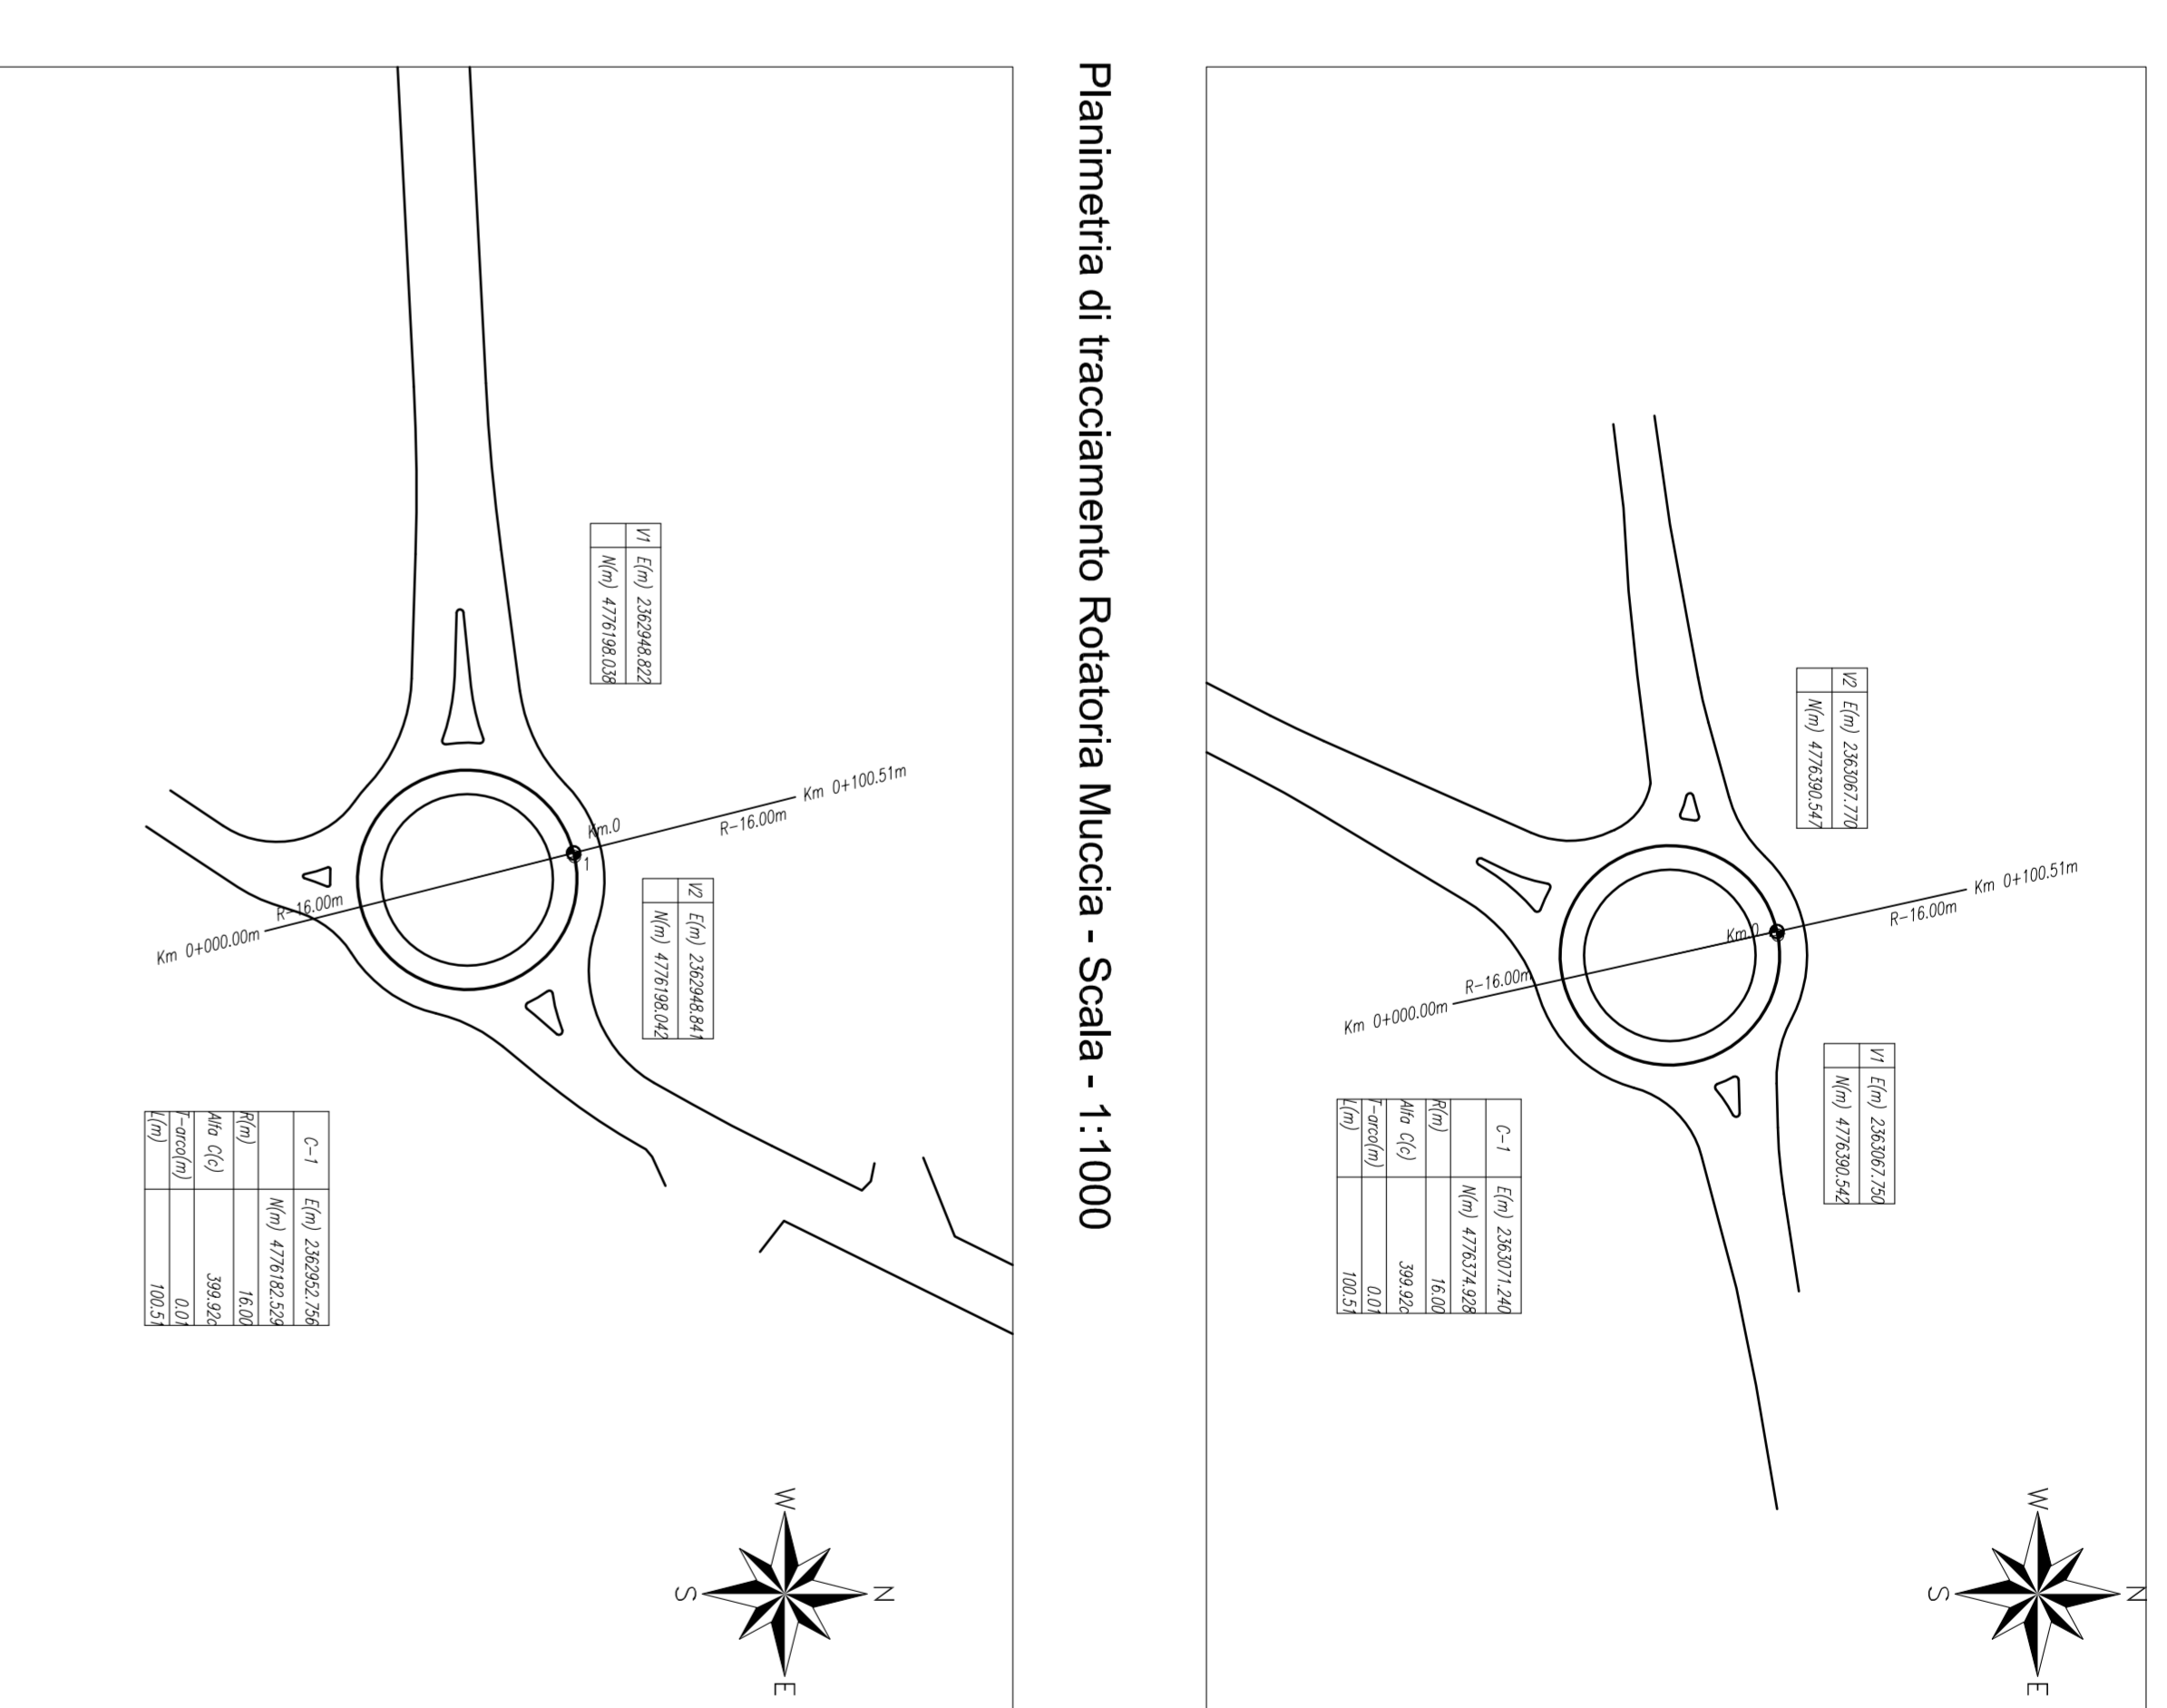 Planimetria di tracciamento Rotatoria Muccia - Scala - 1:1000
V2 E(m) 2363067.770
N(m) 4776390.547
Km 0+100.51m
R-16.00m
Km.0
R-16.00m
Km 0+000.00m
V1 E(m) 2363067.750
N(m) 4776390.542
C-1 E(m) 2363071.240
N(m) 4776374.928
R(m) 16.00
Alfa C(c) 399.92c
T-arco(m) 0.01
L(m) 100.51
W
N
S
E
V1 E(m) 2362948.822
N(m) 4776198.038
Km 0+100.51m
R-16.00m
Km.0
1
R-16.00m
Km 0+000.00m
V2 E(m) 2362948.841
N(m) 4776198.042
C-1 E(m) 2362952.756
N(m) 4776182.529
R(m) 16.00
Alfa C(c) 399.92c
T-arco(m) 0.01
L(m) 100.51
W
N
S
E